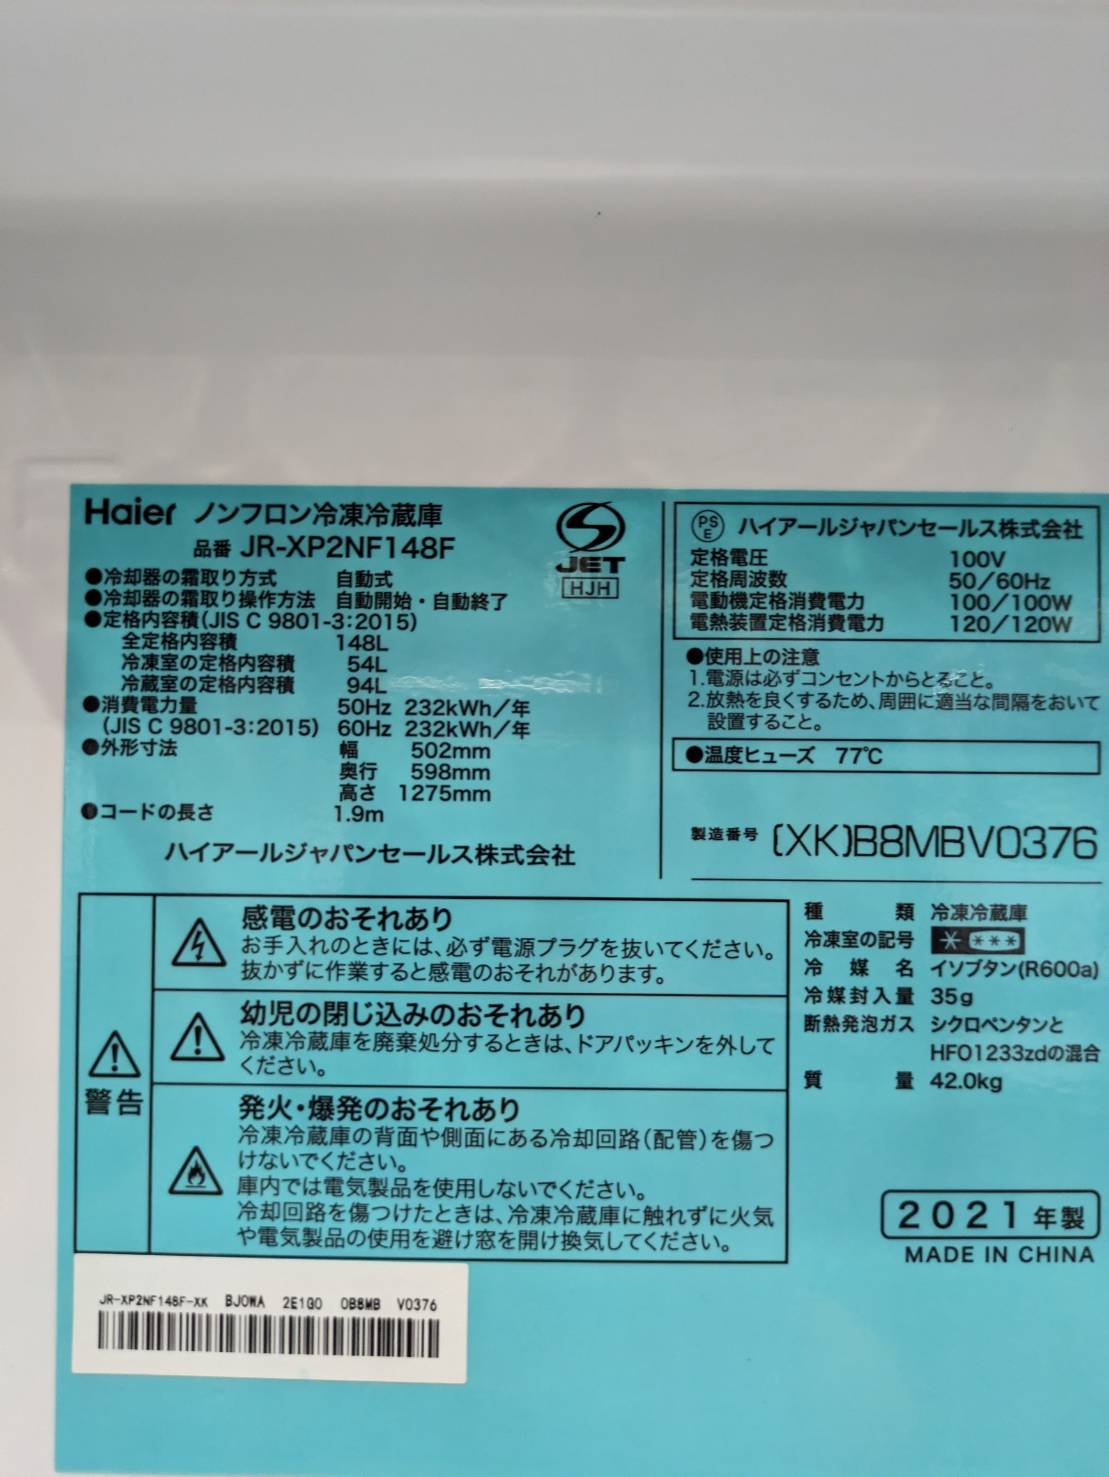 Haier ノンフロン冷凍冷蔵庫
品番 JR-XP2NF148F
●冷却器の霜取り方式 自動式
●冷却器の霜取り操作方法 自動開始・自動終了
●定格内容積(JIS C 9801-3:2015)
全定格内容積 148L
冷凍室の定格内容積 54L
冷蔵室の定格内容積 94L
●消費電力量 50Hz 232kWh/年
(JIS C 9801-3:2015) 60Hz 232kWh/年
●外形寸法 幅 502mm
奥行 598mm
高さ 1275mm
●コードの長さ 1.9m
ハイアールジャパンセールス株式会社
JET
HJH
PSE ハイアールジャパンセールス株式会社
定格電圧 100V
定格周波数 50/60Hz
電動機定格消費電力 100/100W
電熱装置定格消費電力 120/120W
●使用上の注意
1.電源は必ずコンセントからとること。
2.放熱を良くするため、周囲に適当な間隔をおいて
設置すること。
●温度ヒューズ 77℃
製造番号 (XK)B8MBV0376
警告
感電のおそれあり
お手入れのときには、必ず電源プラグを抜いてください。
抜かずに作業すると感電のおそれがあります。
幼児の閉じ込みのおそれあり
冷凍冷蔵庫を廃棄処分するときは、ドアパッキンを外して
ください。
発火・爆発のおそれあり
冷凍冷蔵庫の背面や側面にある冷却回路(配管)を傷つ
けないでください。
庫内では電気製品を使用しないでください。
冷却回路を傷つけたときは、冷凍冷蔵庫に触れずに火気
や電気製品の使用を避け窓を開け換気してください。
種類 冷凍冷蔵庫
冷凍室の記号
冷媒名 イソブタン(R600a)
冷媒封入量 35g
断熱発泡ガス シクロペンタンと
HFO1233zdの混合
質量 42.0kg
2021年製
MADE IN CHINA
JR-XP2NF148F-XK BJ0WA 2E1G0 0B8MB V0376